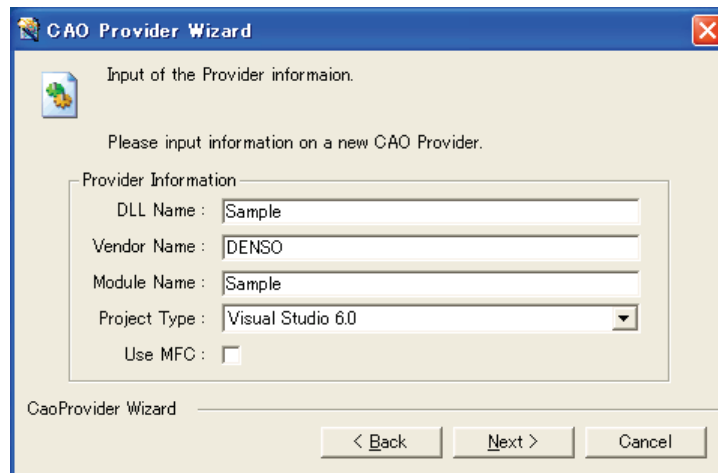 CAO Provider Wizard
Input of the Provider informaion.
Please input information on a new CAO Provider.
Provider Information
DLL Name : Sample
Vendor Name : DENSO
Module Name : Sample
Project Type : Visual Studio 6.0
Use MFC :
CaoProvider Wizard
< Back Next > Cancel